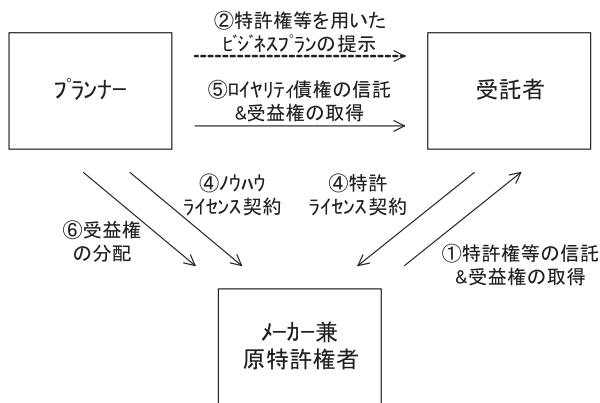 ②特許権等を用いた
ビジネスプランの提示
プランナー
⑤ロイヤリティ債権の信託
&受益権の取得
受託者
④ノウハウ
ライセンス契約
④特許
ライセンス契約
⑥受益権
の分配
①特許権等の信託
&受益権の取得
メーカー兼
原特許権者